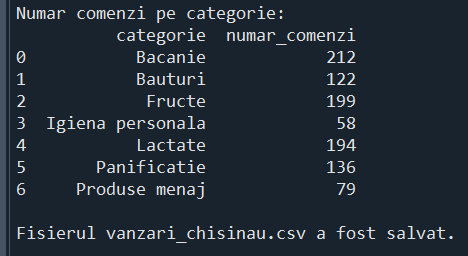 Numar comenzi pe categorie:
categorie numar_comenzi
0 Bacanie 212
1 Bauturi 122
2 Fructe 199
3 Igiena personala 58
4 Lactate 194
5 Panificatie 136
6 Produse menaj 79
Fisierul vanzari_chisinau.csv a fost salvat.